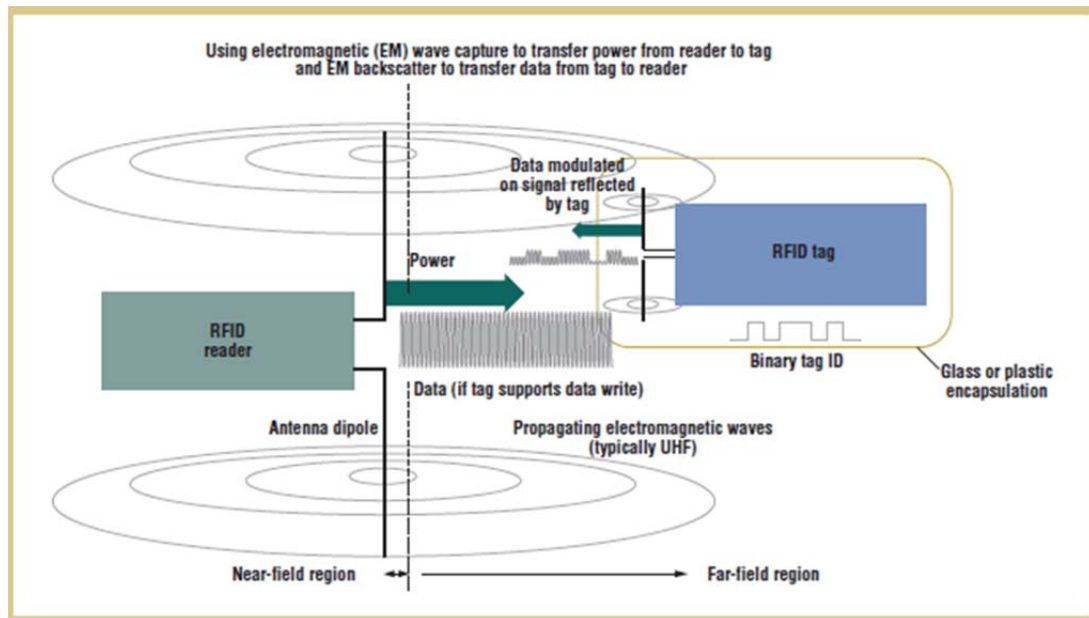 Using electromagnetic (EM) wave capture to transfer power from reader to tag
and EM backscatter to transfer data from tag to reader
Data modulated
on signal reflected
by tag
Power
RFID tag
RFID
reader
Binary tag ID
Glass or plastic
encapsulation
Data (if tag supports data write)
Antenna dipole
Propagating electromagnetic waves
(typically UHF)
Near-field region
Far-field region